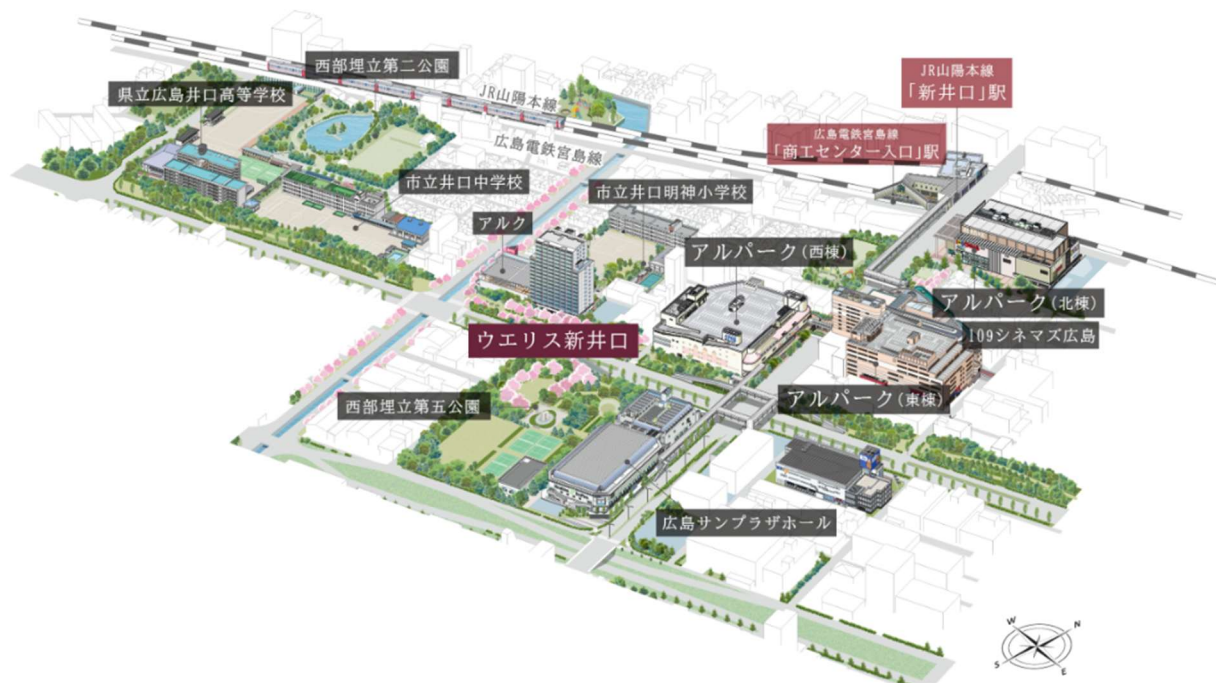 西部埋立第二公園
県立広島井口高等学校
JR山陽本線
広島電鉄宮島線
JR山陽本線
「新井口」駅
広島電鉄宮島線
「商工センター入口」駅
市立井口中学校
市立井口明神小学校
アルク
アルパーク(西棟)
アルパーク(北棟)
109シネマズ広島
ウエリス新井口
アルパーク(東棟)
西部埋立第五公園
広島サンプラザホール
W
N
S
E